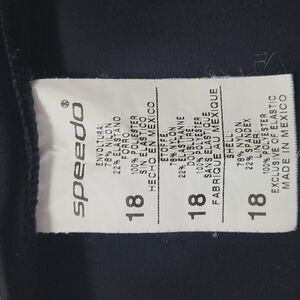 speedo®
ENVOLTURA:
78% NYLON
22% ELASTANO
FORRO:
100% POLIESTER
SIN ELASTICO
HECHO EN MEXICO
18
ETOFFE:
78% NYLON
22% ELASTHANNE
DOUBLURE:
100% POLYESTER
SANS ELASTIQUE
FABRIQUE AU MEXIQUE
18
SHELL:
78% NYLON
22% SPANDEX
LINER:
100% POLYESTER
EXCLUSIVE OF ELASTIC
MADE IN MEXICO
18